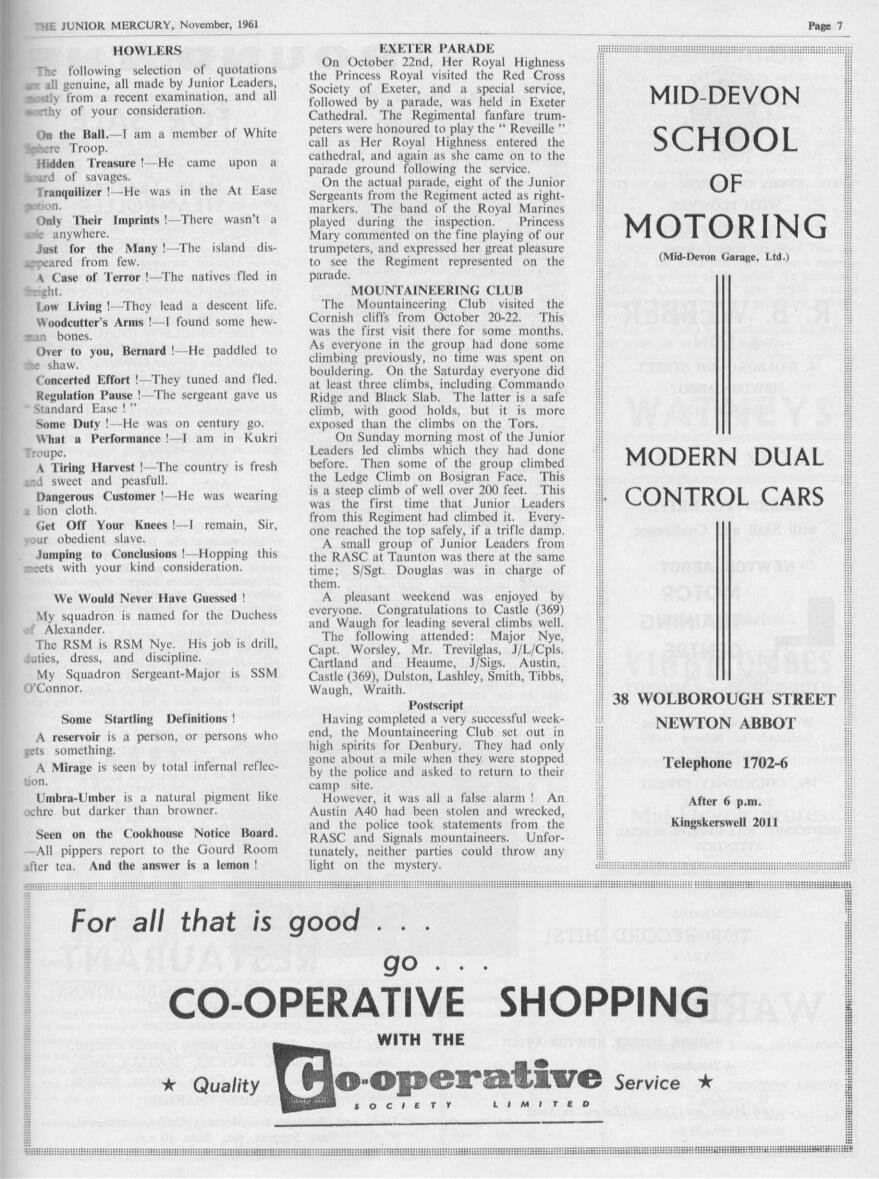 THE JUNIOR MERCURY, November, 1961
Page 7
HOWLERS
The following selection of quotations
are all genuine, all made by Junior Leaders,
mostly from a recent examination, and all
worthy of your consideration.
On the Ball.—I am a member of White
Sphere Troop.
Hidden Treasure !—He came upon a
hoard of savages.
Tranquilizer !—He was in the At Ease
potion.
Only Their Imprints !—There wasn't a
sole anywhere.
Just for the Many !—The island dis-
appeared from few.
A Case of Terror !—The natives fled in
freight.
Low Living !—They lead a descent life.
Woodcutter's Arms !—I found some hew-
man bones.
Over to you, Bernard !—He paddled to
the shaw.
Concerted Effort !—They tuned and fled.
Regulation Pause !—The sergeant gave us
" Standard Ease ! "
Some Duty !—He was on century go.
What a Performance !—I am in Kukri
Troupe.
A Tiring Harvest !—The country is fresh
and sweet and peasfull.
Dangerous Customer !—He was wearing
a lion cloth.
Get Off Your Knees !—I remain, Sir,
your obedient slave.
Jumping to Conclusions !—Hopping this
meets with your kind consideration.
We Would Never Have Guessed !
My squadron is named for the Duchess
of Alexander.
The RSM is RSM Nye. His job is drill,
duties, dress, and discipline.
My Squadron Sergeant-Major is SSM
O'Connor.
Some Startling Definitions !
A reservoir is a person, or persons who
gets something.
A Mirage is seen by total infernal reflec-
tion.
Umbra-Umber is a natural pigment like
ochre but darker than browner.
Seen on the Cookhouse Notice Board.
—All pippers report to the Gourd Room
after tea. And the answer is a lemon !
EXETER PARADE
On October 22nd, Her Royal Highness
the Princess Royal visited the Red Cross
Society of Exeter, and a special service,
followed by a parade, was held in Exeter
Cathedral. The Regimental fanfare trum-
peters were honoured to play the " Reveille "
call as Her Royal Highness entered the
cathedral, and again as she came on to the
parade ground following the service.
On the actual parade, eight of the Junior
Sergeants from the Regiment acted as right-
markers. The band of the Royal Marines
played during the inspection. Princess
Mary commented on the fine playing of our
trumpeters, and expressed her great pleasure
to see the Regiment represented on the
parade.
MOUNTAINEERING CLUB
The Mountaineering Club visited the
Cornish cliffs from October 20-22. This
was the first visit there for some months.
As everyone in the group had done some
climbing previously, no time was spent on
bouldering. On the Saturday everyone did
at least three climbs, including Commando
Ridge and Black Slab. The latter is a safe
climb, with good holds, but it is more
exposed than the climbs on the Tors.
On Sunday morning most of the Junior
Leaders led climbs which they had done
before. Then some of the group climbed
the Ledge Climb on Bosigran Face. This
is a steep climb of well over 200 feet. This
was the first time that Junior Leaders
from this Regiment had climbed it. Every-
one reached the top safely, if a trifle damp.
A small group of Junior Leaders from
the RASC at Taunton was there at the same
time; S/Sgt. Douglas was in charge of
them.
A pleasant weekend was enjoyed by
everyone. Congratulations to Castle (369)
and Waugh for leading several climbs well.
The following attended: Major Nye,
Capt. Worsley, Mr. Trevilglas, J/L/Cpls.
Cartland and Heaume, J/Sigs. Austin,
Castle (369), Dulston, Lashley, Smith, Tibbs,
Waugh, Wraith.
Postscript
Having completed a very successful week-
end, the Mountaineering Club set out in
high spirits for Denbury. They had only
gone about a mile when they were stopped
by the police and asked to return to their
camp site.
However, it was all a false alarm ! An
Austin A40 had been stolen and wrecked,
and the police took statements from the
RASC and Signals mountaineers. Unfor-
tunately, neither parties could throw any
light on the mystery.
MID-DEVON
SCHOOL
OF
MOTORING
(Mid-Devon Garage, Ltd.)
MODERN DUAL
CONTROL CARS
38 WOLBOROUGH STREET
NEWTON ABBOT
Telephone 1702-6
After 6 p.m.
Kingskerswell 2011
For all that is good . . .
go . . .
CO-OPERATIVE SHOPPING
WITH THE
★ Quality Co-operative Service ★
SOCIETY LIMITED